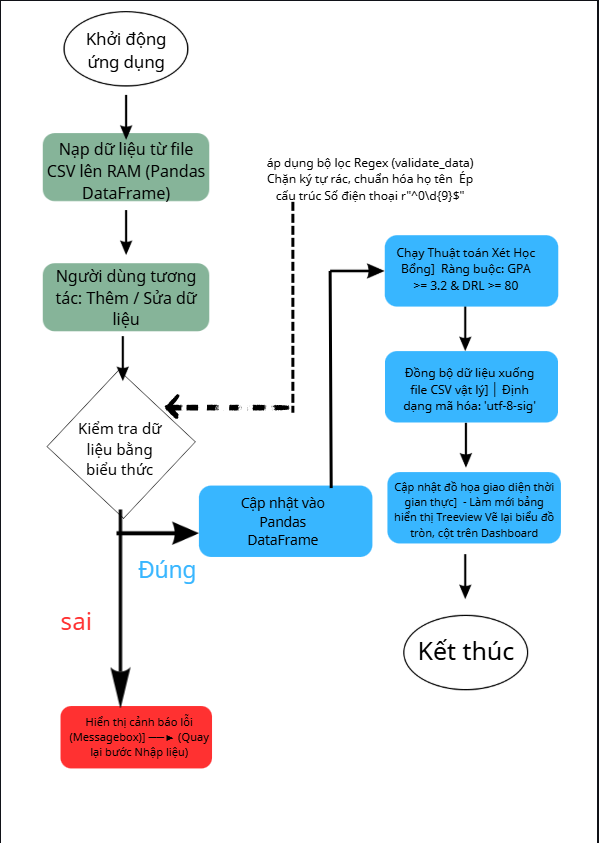 Khởi động
ứng dụng
Nạp dữ liệu từ file
CSV lên RAM (Pandas
DataFrame)
Người dùng tương
tác: Thêm / Sửa dữ
liệu
Kiểm tra dữ
liệu bằng
biểu thức
áp dụng bộ lọc Regex (validate_data)
Chặn ký tự rác, chuẩn hóa họ tên Ép
cấu trúc Số điện thoại r"^0\d{9}$"
Đúng
sai
Hiển thị cảnh báo lỗi
(Messagebox)] ──► (Quay
lại bước Nhập liệu)
Cập nhật vào
Pandas
DataFrame
Chạy Thuật toán Xét Học
Bổng] Ràng buộc: GPA
>= 3.2 & DRL >= 80
Đồng bộ dữ liệu xuống
file CSV vật lý] │ Định
dạng mã hóa: 'utf-8-sig'
Cập nhật đồ họa giao diện thời
gian thực] - Làm mới bảng
hiển thị Treeview Vẽ lại biểu đồ
tròn, cột trên Dashboard
Kết thúc